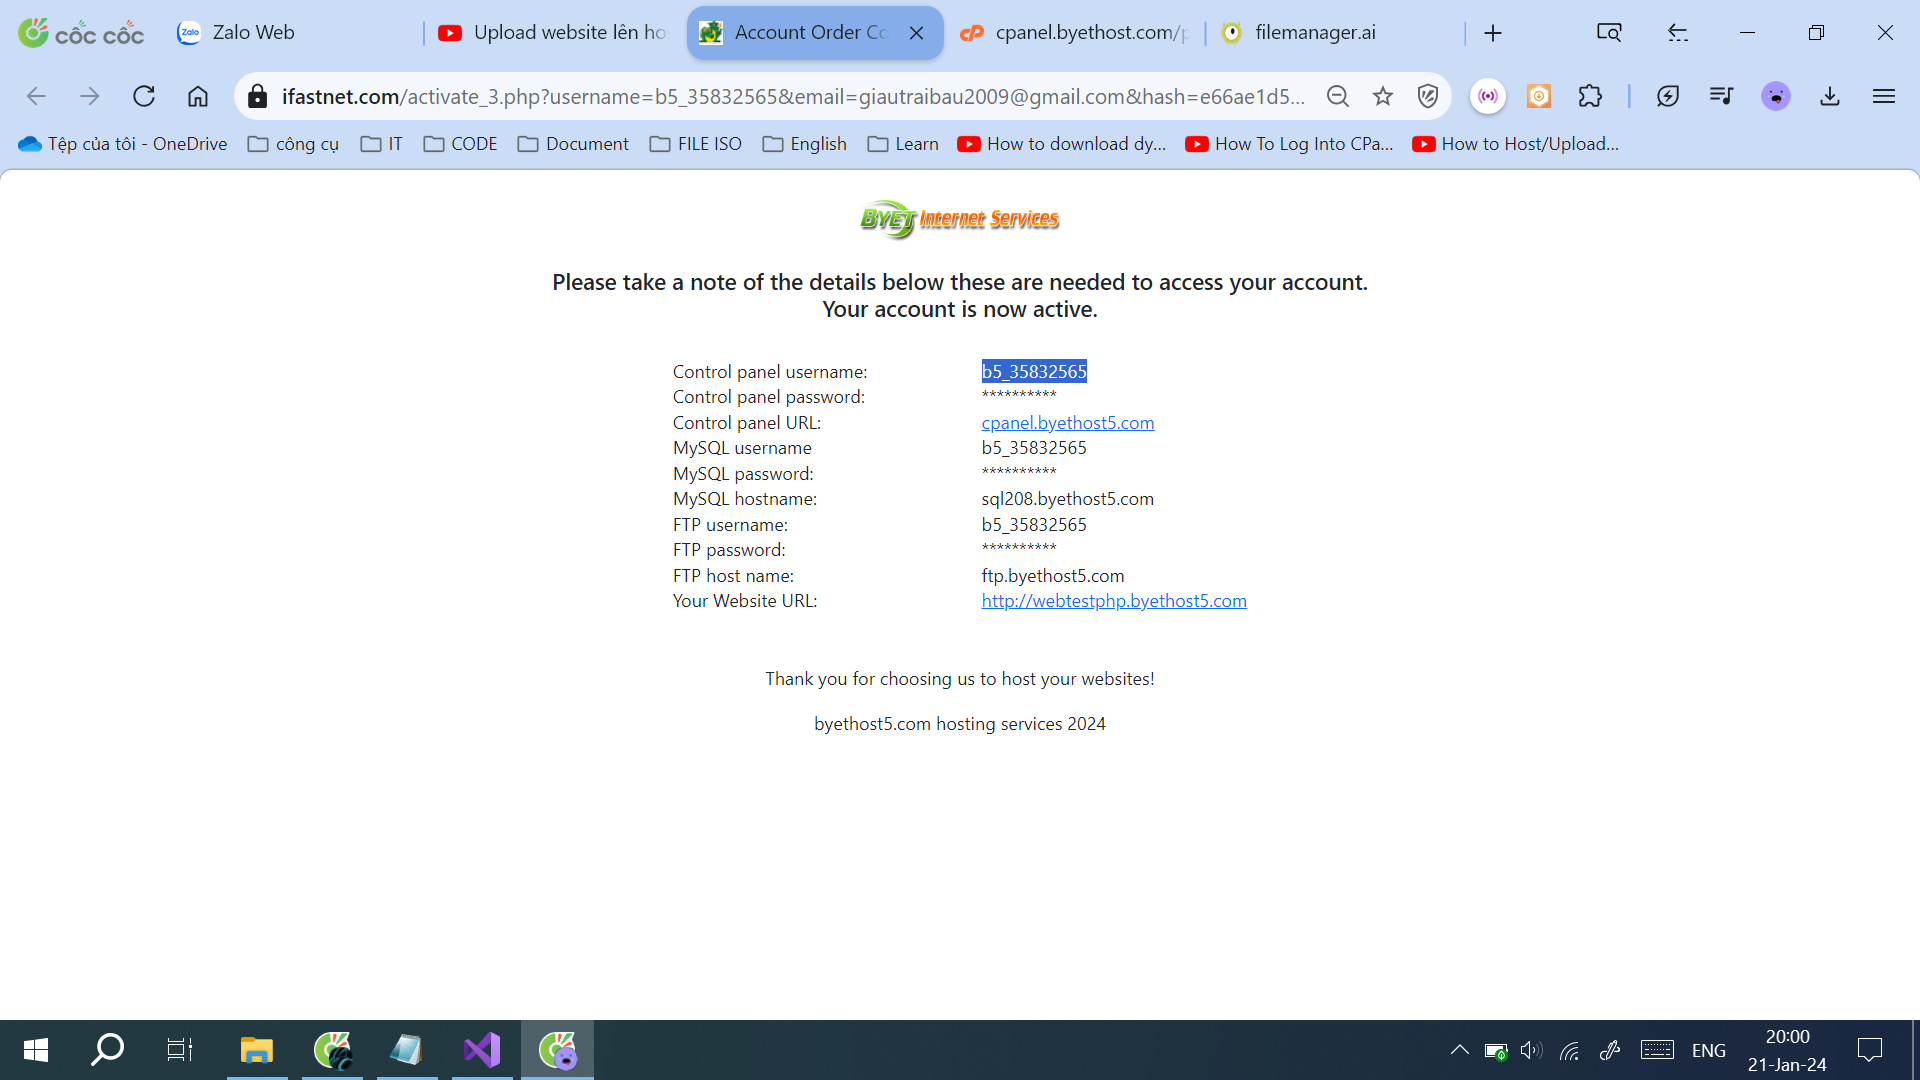 cốc cốc
Zalo Web
Upload website lên ho
Account Order Co
cpanel.byethost.com/p
filemanager.ai
ifastnet.com/activate_3.php?username=b5_35832565&email=giautraibau2009@gmail.com&hash=e66ae1d5...
Tệp của tôi - OneDrive
công cụ
IT
CODE
Document
FILE ISO
English
Learn
How to download dy...
How To Log Into CPa...
How to Host/Upload...
BYET Internet Services
Please take a note of the details below these are needed to access your account.
Your account is now active.
Control panel username: b5_35832565
Control panel password: **********
Control panel URL: cpanel.byethost5.com
MySQL username b5_35832565
MySQL password: **********
MySQL hostname: sql208.byethost5.com
FTP username: b5_35832565
FTP password: **********
FTP host name: ftp.byethost5.com
Your Website URL: http://webtestphp.byethost5.com
Thank you for choosing us to host your websites!
byethost5.com hosting services 2024
ENG
20:00
21-Jan-24